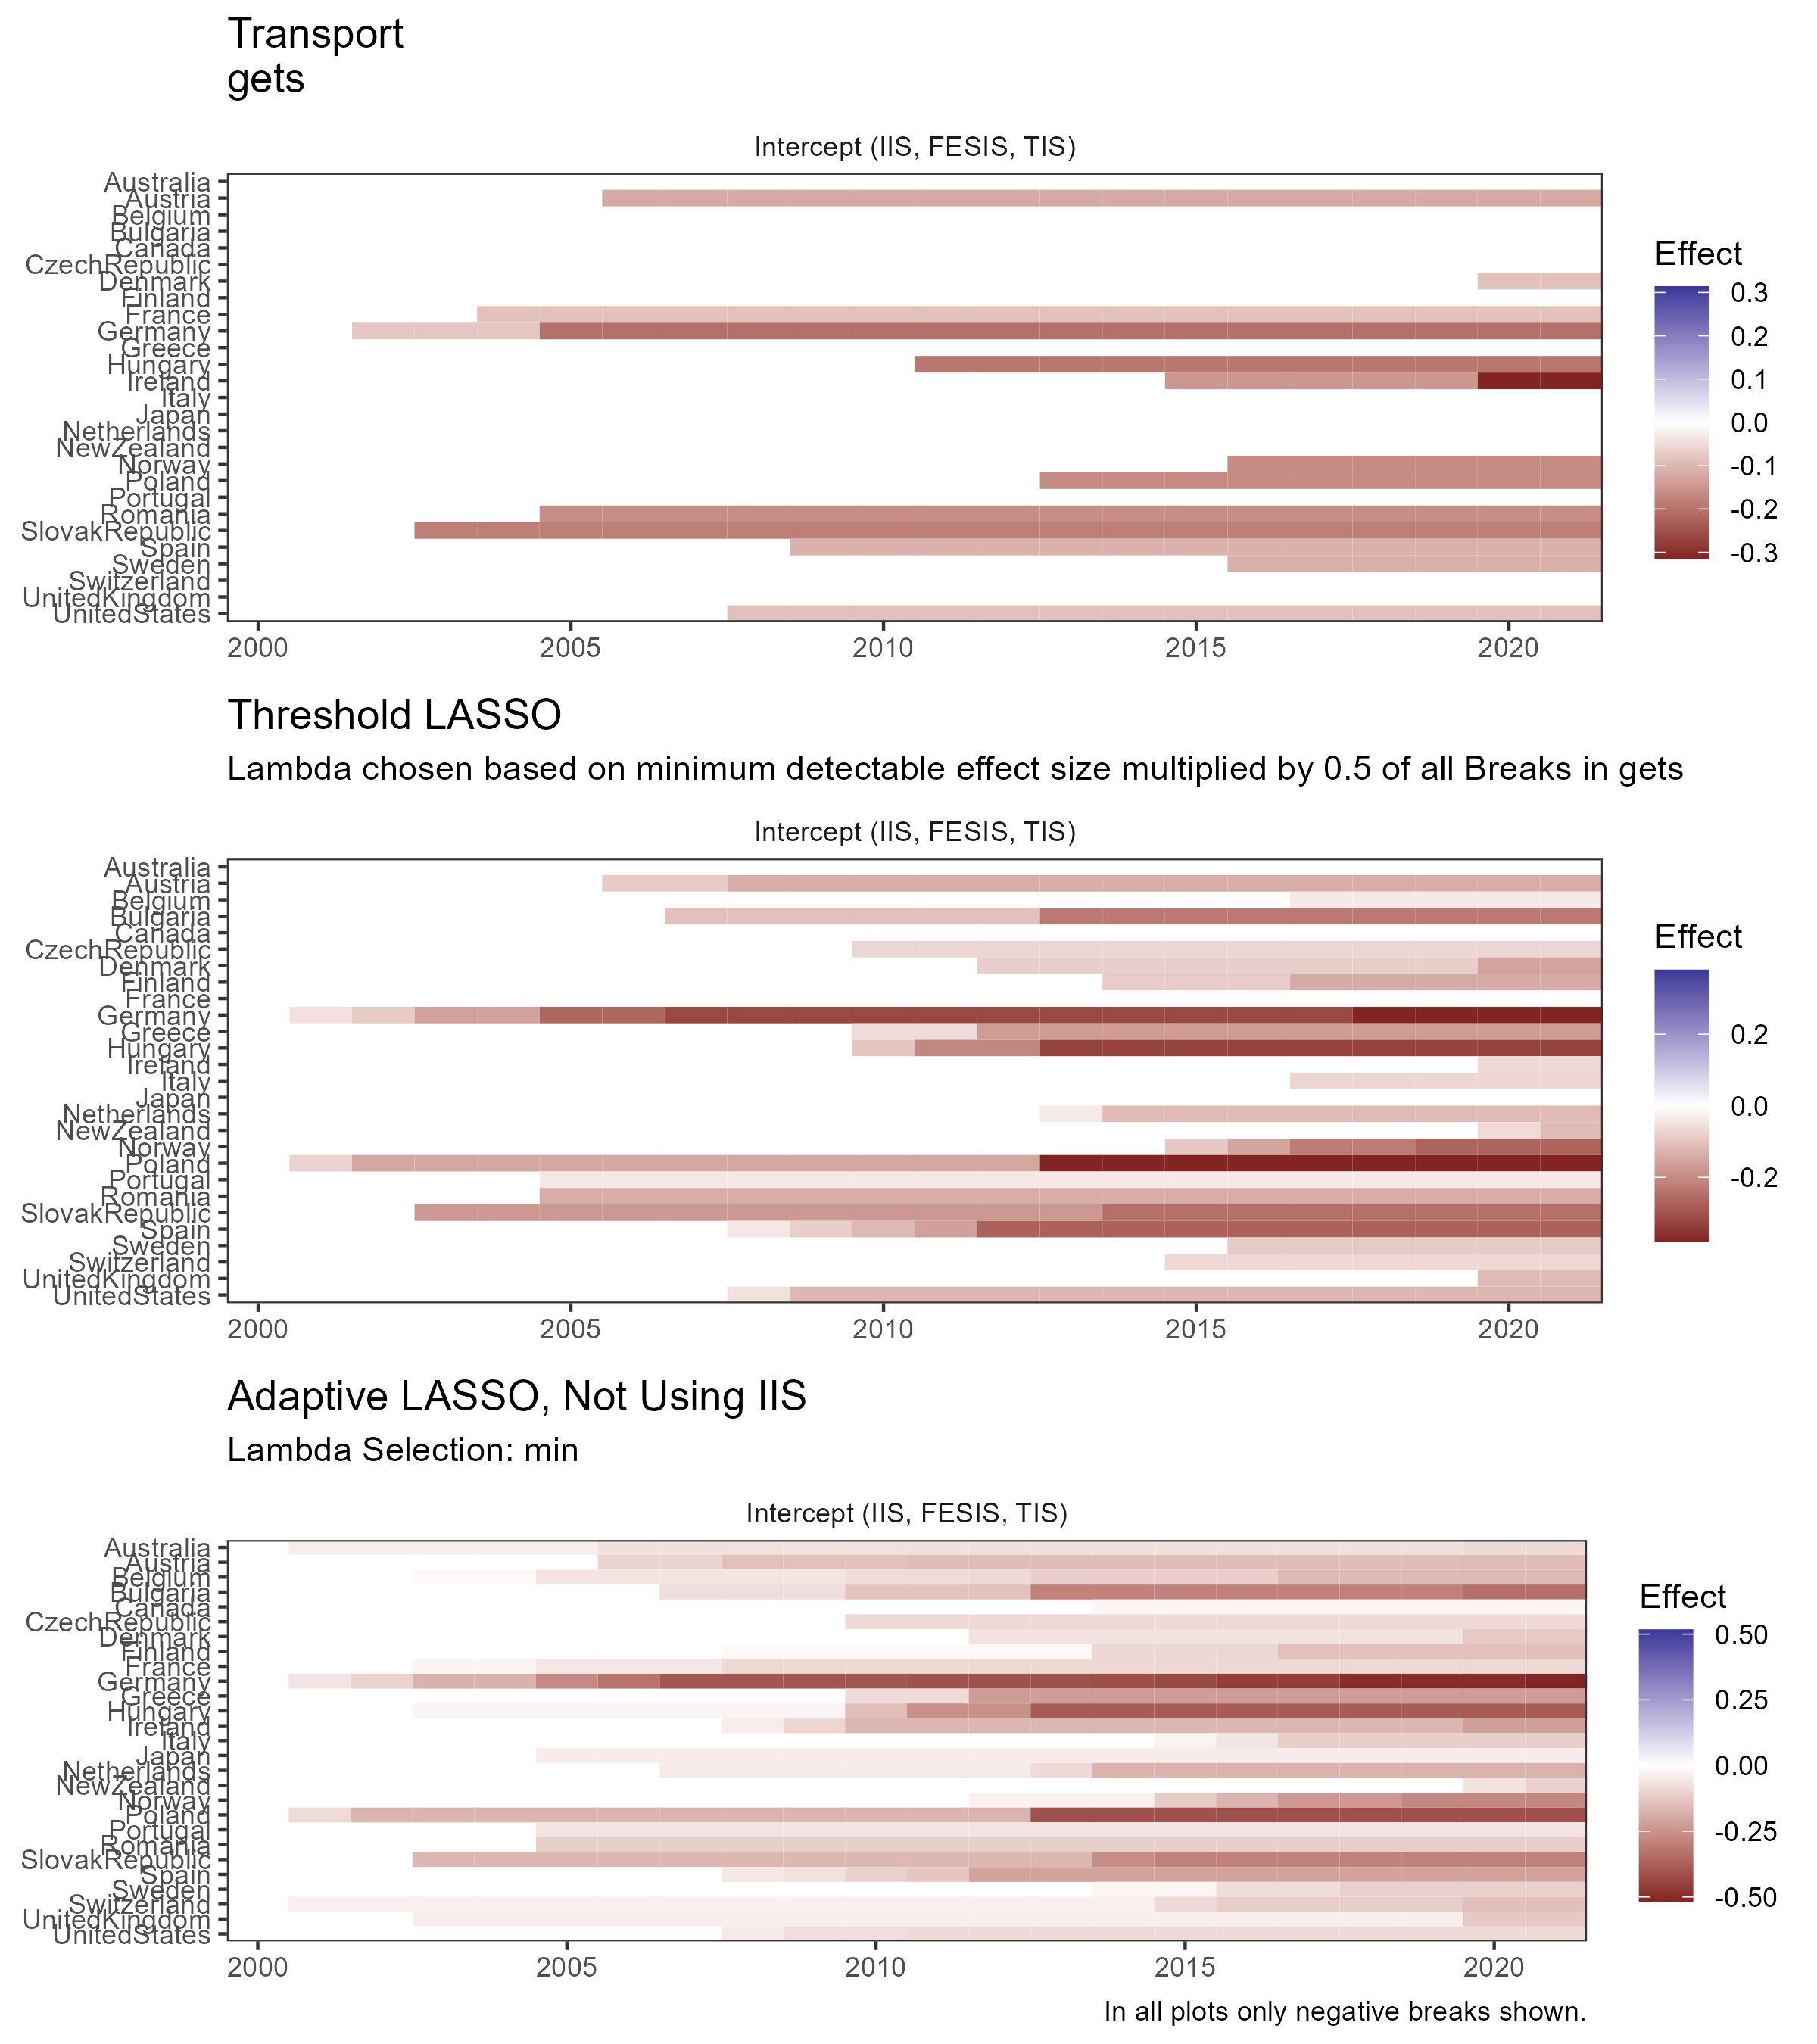 Transport
gets
Intercept (IIS, FESIS, TIS)
Australia
Austria
Belgium
Bulgaria
Canada
CzechRepublic
Denmark
Finland
France
Germany
Greece
Hungary
Ireland
Italy
Japan
Netherlands
NewZealand
Norway
Poland
Portugal
Romania
SlovakRepublic
Spain
Sweden
Switzerland
UnitedKingdom
UnitedStates
2000 2005 2010 2015 2020
Effect
0.3
0.2
0.1
0.0
-0.1
-0.2
-0.3
Threshold LASSO
Lambda chosen based on minimum detectable effect size multiplied by 0.5 of all Breaks in gets
Intercept (IIS, FESIS, TIS)
Australia
Austria
Belgium
Bulgaria
Canada
CzechRepublic
Denmark
Finland
France
Germany
Greece
Hungary
Ireland
Italy
Japan
Netherlands
NewZealand
Norway
Poland
Portugal
Romania
SlovakRepublic
Spain
Sweden
Switzerland
UnitedKingdom
UnitedStates
2000 2005 2010 2015 2020
Effect
0.2
0.0
-0.2
Adaptive LASSO, Not Using IIS
Lambda Selection: min
Intercept (IIS, FESIS, TIS)
Australia
Austria
Belgium
Bulgaria
Canada
CzechRepublic
Denmark
Finland
France
Germany
Greece
Hungary
Ireland
Italy
Japan
Netherlands
NewZealand
Norway
Poland
Portugal
Romania
SlovakRepublic
Spain
Sweden
Switzerland
UnitedKingdom
UnitedStates
2000 2005 2010 2015 2020
Effect
0.50
0.25
0.00
-0.25
-0.50
In all plots only negative breaks shown.